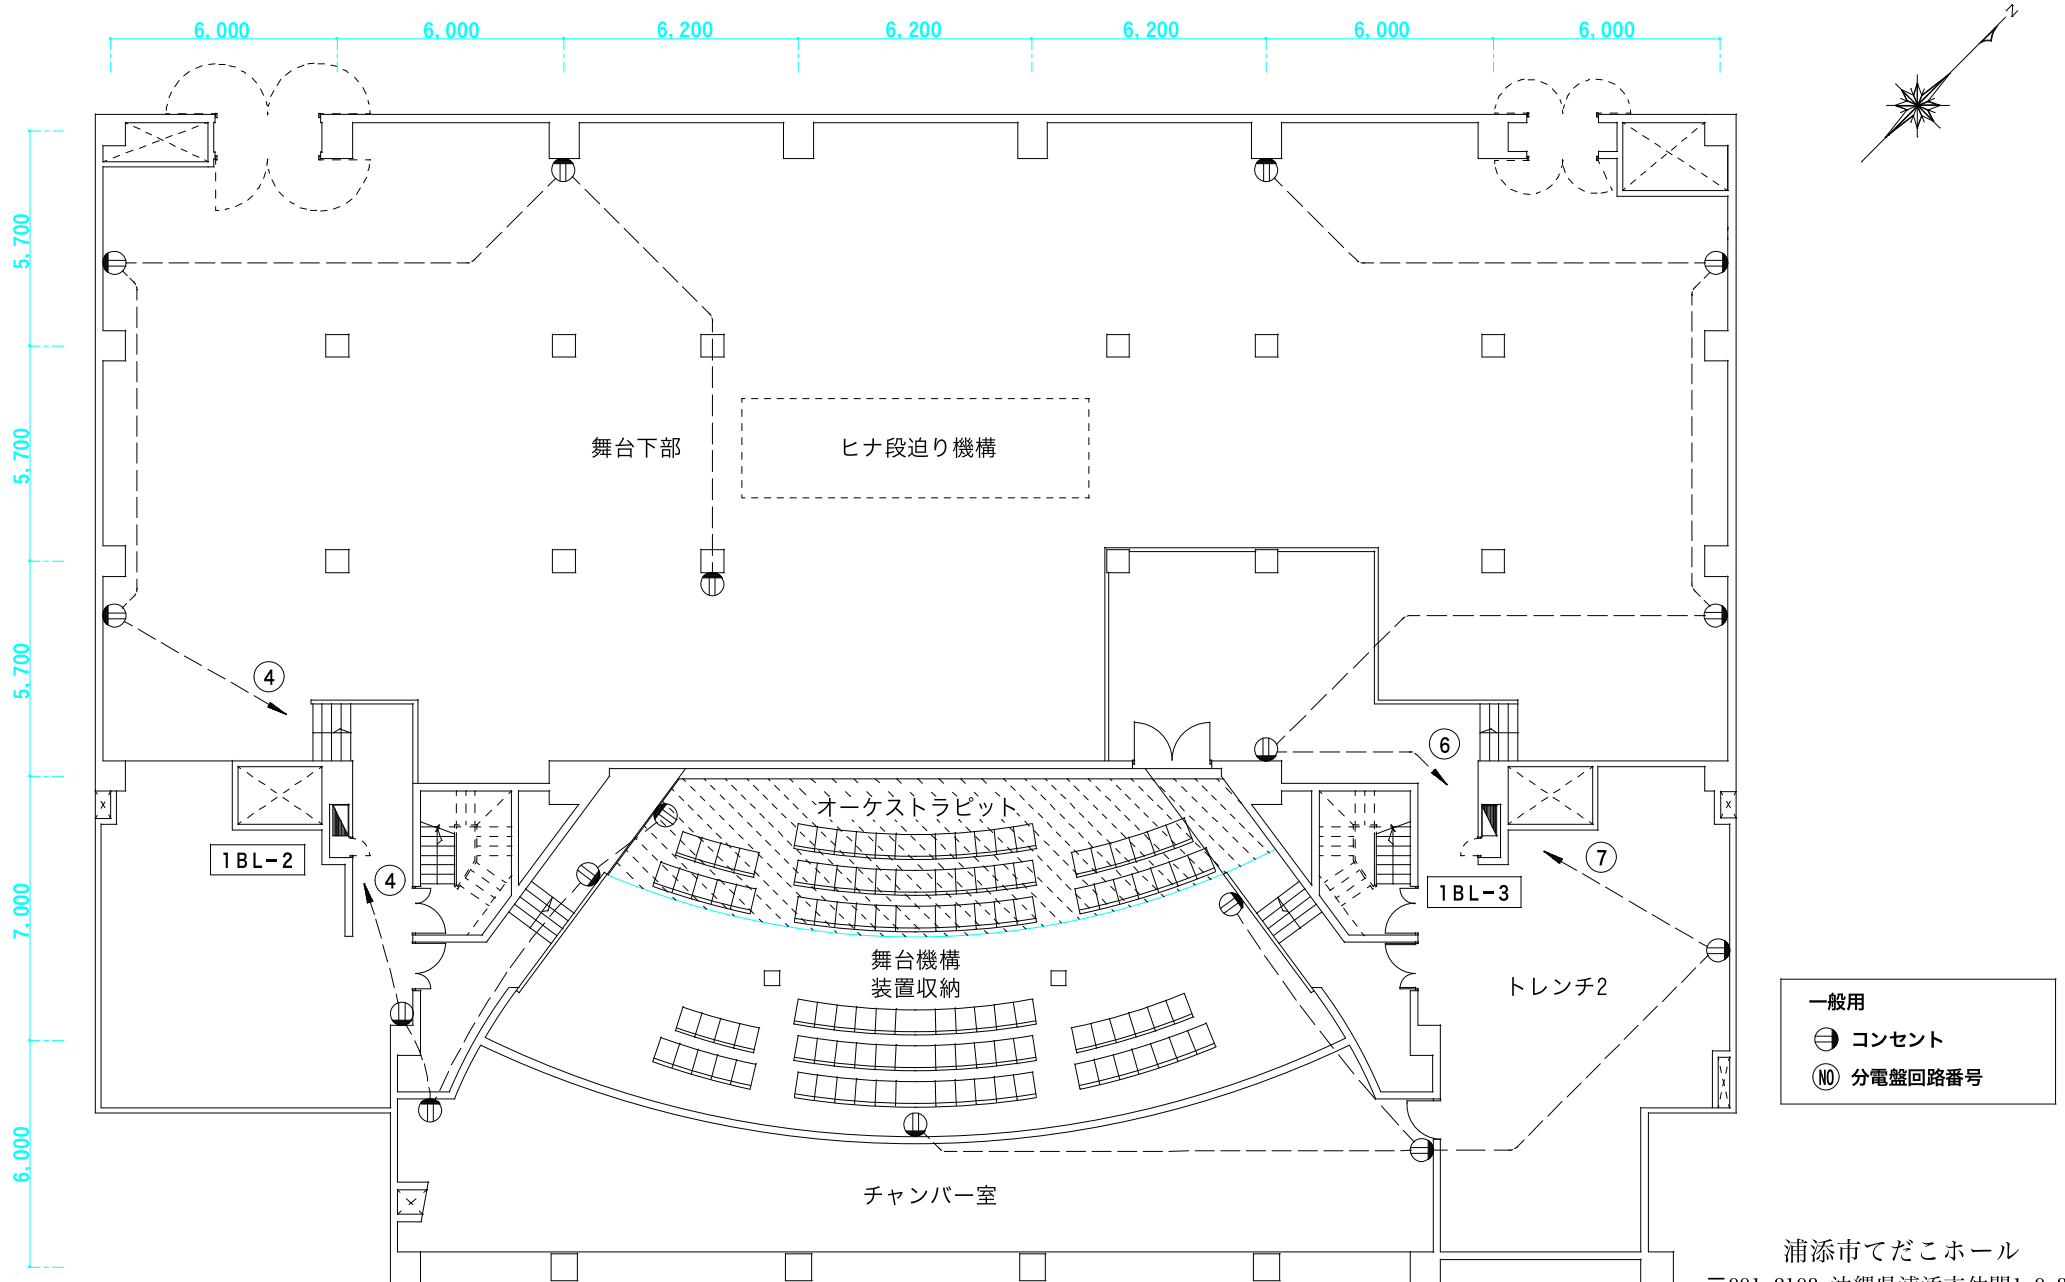 6,000
6,000
6,200
6,200
6,200
6,000
6,000
N
5,700
5,700
5,700
7,000
6,000
舞台下部
ヒナ段迫り機構
4
6
オーケストラピット
1BL-2
4
7
1BL-3
舞台機構
装置収納
トレンチ2
一般用
コンセント
NO 分電盤回路番号
チャンバー室
浦添市てだこホール